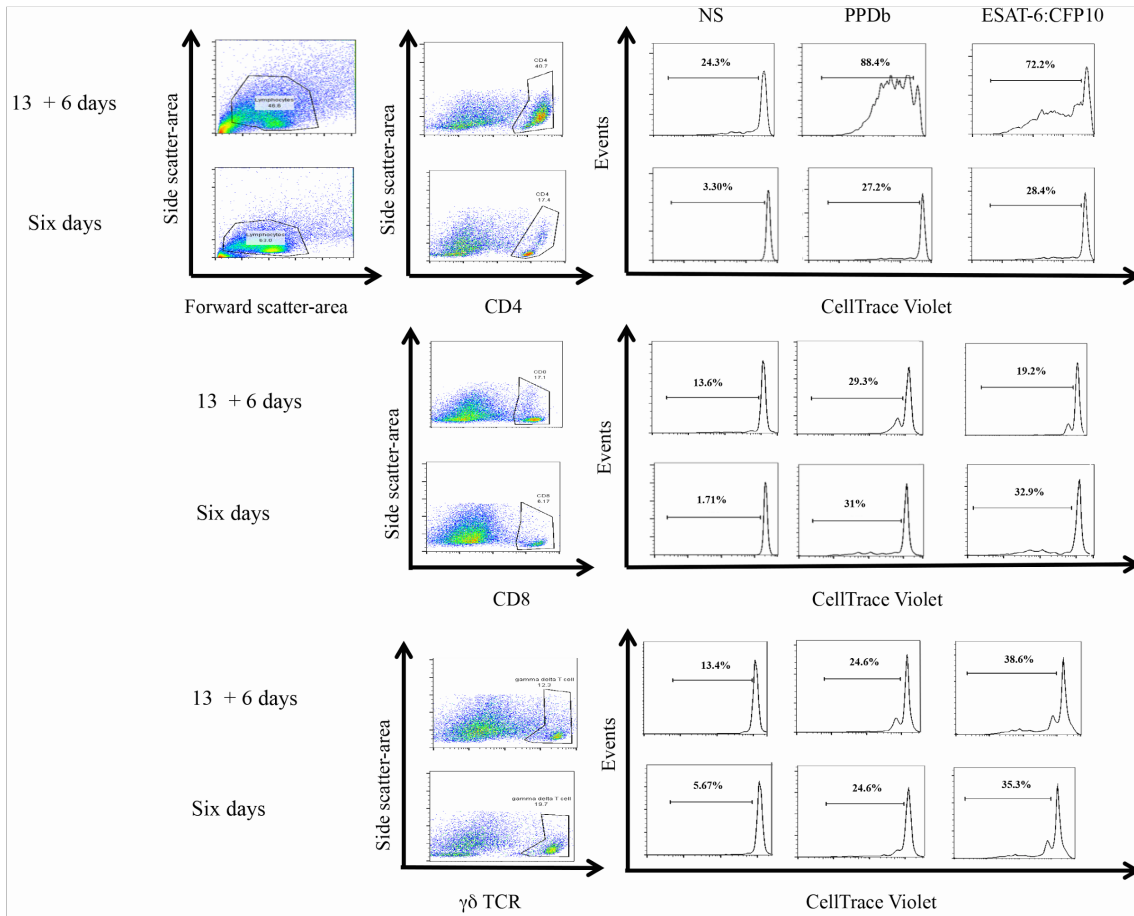 NS PPDb ESAT-6:CFP10
13 + 6 days
Side scatter-area
Lymphocytes
48.8
Side scatter-area
CD4
40.7
Events
24.3%
88.4%
72.2%
Six days
Lymphocytes
63.0
CD4
17.4
3.30%
27.2%
28.4%
Forward scatter-area
CD4
CellTrace Violet
13 + 6 days
Side scatter-area
CD8
Events
13.6%
29.3%
19.2%
Six days
CD8
6.17
1.71%
31%
32.9%
CD8
CellTrace Violet
13 + 6 days
Side scatter-area
gamma delta T cell
12.3
Events
13.4%
24.6%
38.6%
Six days
gamma delta T cell
19.7
5.67%
24.6%
35.3%
γδ TCR
CellTrace Violet